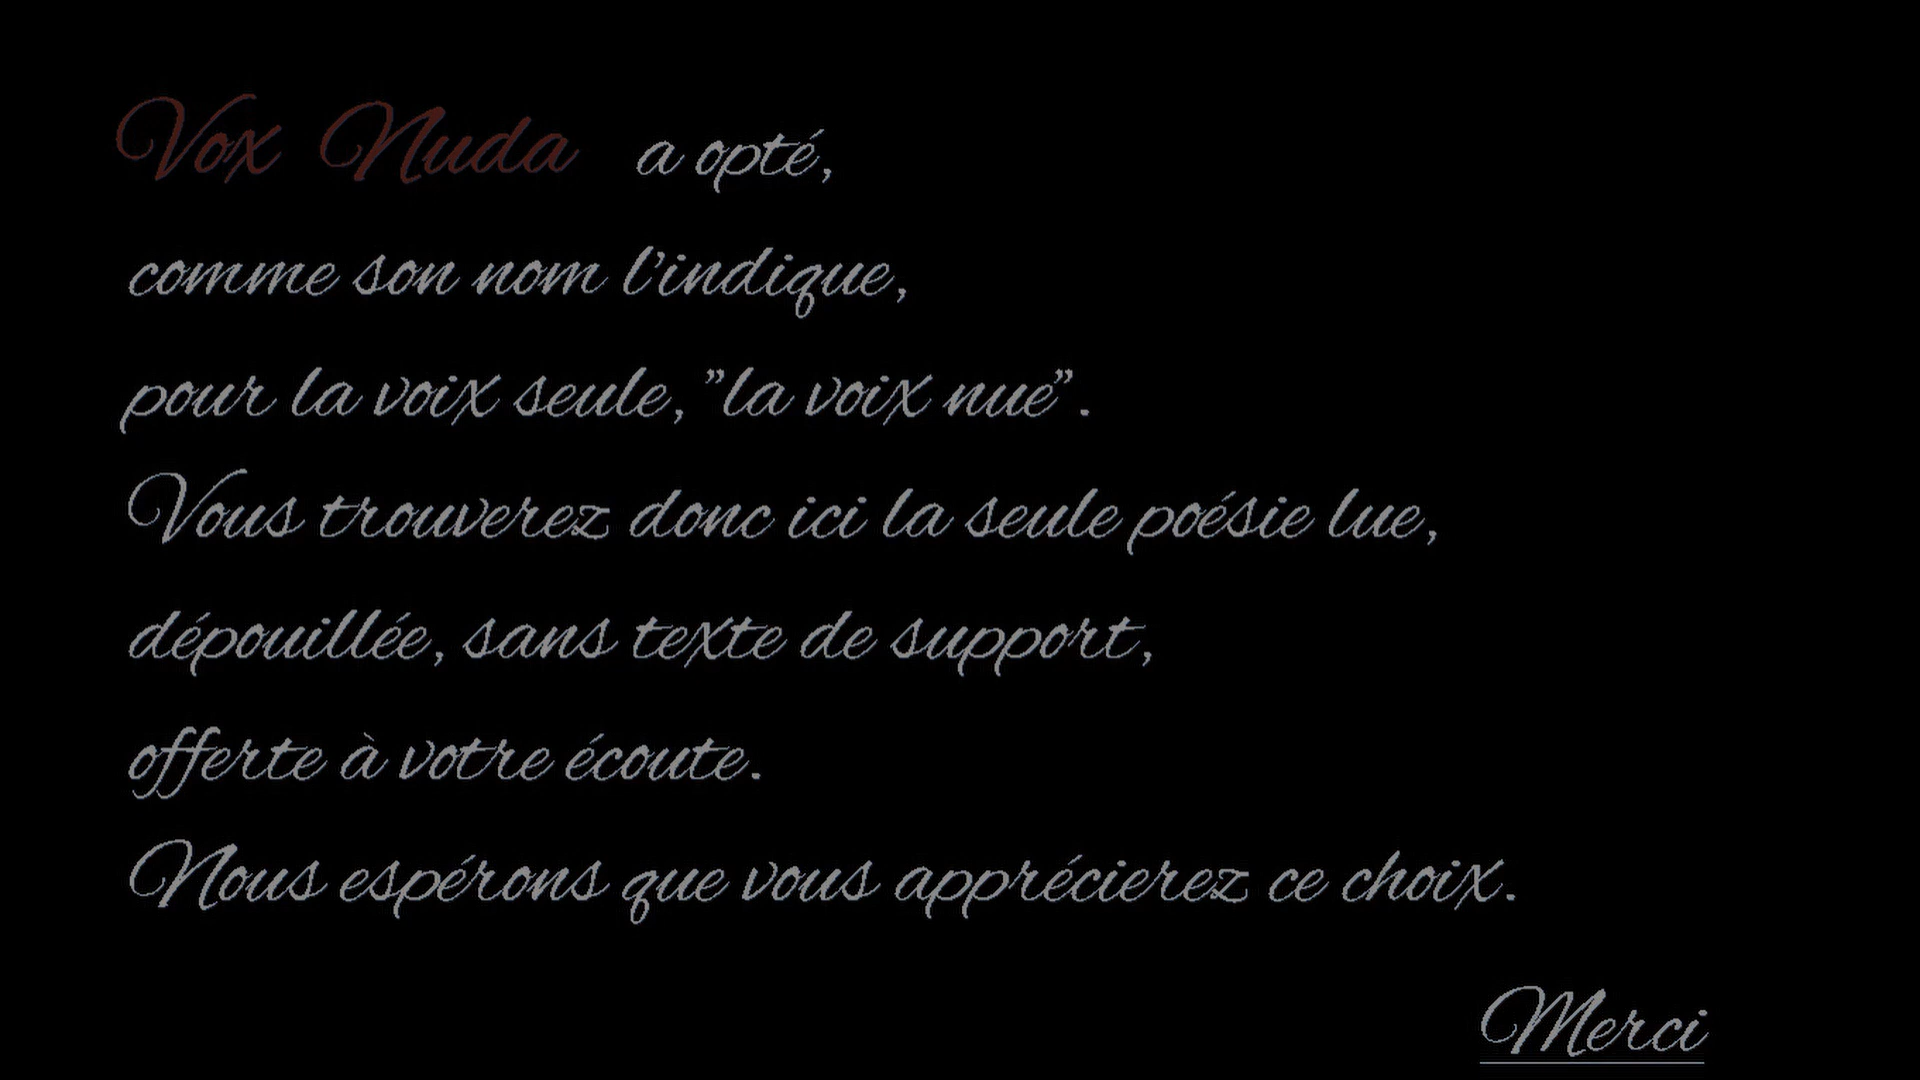 Vox Nuda a opté,
comme son nom l'indique,
pour la voix seule, "la voix nue".
Vous trouverez donc ici la seule poésie lue,
dépouillée, sans texte de support,
offerte à votre écoute.
Nous espérons que vous apprécierez ce choix.
Merci